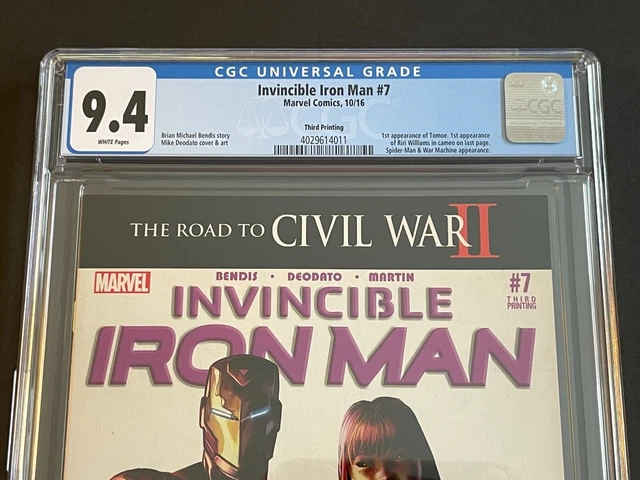 CGC UNIVERSAL GRADE
9.4
WHITE Pages
Invincible Iron Man #7
Marvel Comics, 10/16
Third Printing
Brian Michael Bendis story
Mike Deodato cover & art
4029614011
1st appearance of Tomoe. 1st appearance
of Riri Williams in cameo on last page.
Spider-Man & War Machine appearance.
CGC
CGC
THE ROAD TO CIVIL WAR II
MARVEL
BENDIS • DEODATO • MARTIN
#7
THIRD
PRINTING
INVINCIBLE
IRON MAN